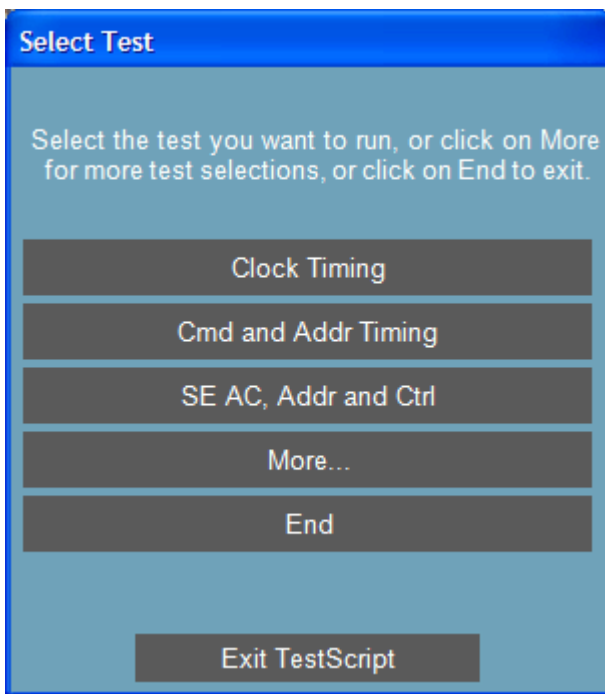 Select Test
Select the test you want to run, or click on More
for more test selections, or click on End to exit.
Clock Timing
Cmd and Addr Timing
SE AC, Addr and Ctrl
More...
End
Exit TestScript